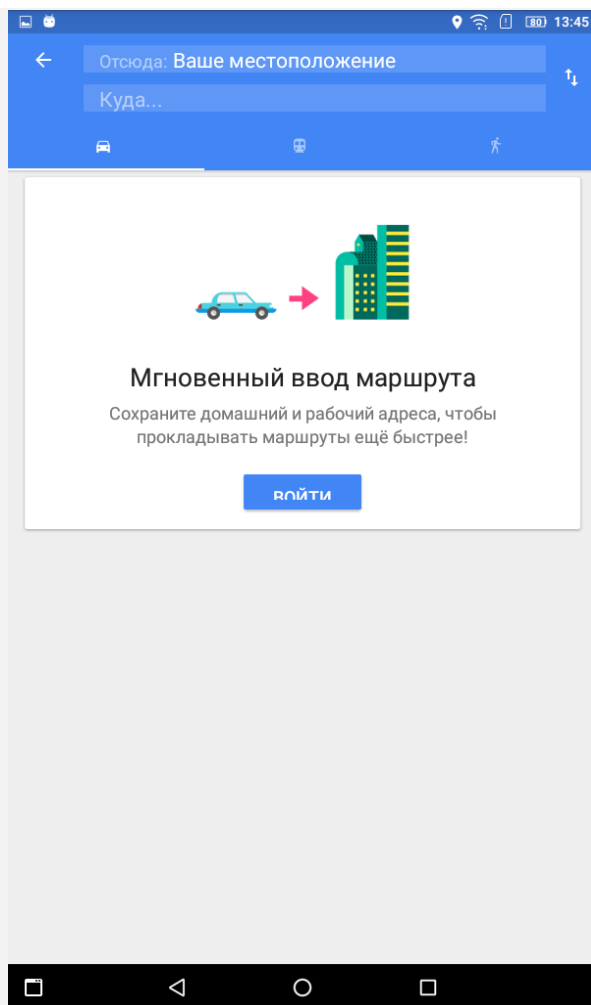 80 13:45
Отсюда: Ваше местоположение
Куда...
Мгновенный ввод маршрута
Сохраните домашний и рабочий адреса, чтобы
прокладывать маршруты ещё быстрее!
ВОЙТИ